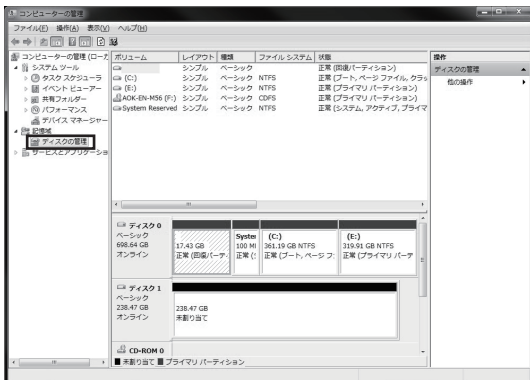 コンピューターの管理
ファイル(F) 操作(A) 表示(V) ヘルプ(H)
コンピューターの管理 (ローカ
システム ツール
タスク スケジューラ
イベント ビューアー
共有フォルダー
パフォーマンス
デバイス マネージャー
記憶域
ディスクの管理
サービスとアプリケーショ
ボリューム レイアウト 種類 ファイル システム 状態
シンプル ベーシック 正常 (回復パーティション)
(C:) シンプル ベーシック NTFS 正常 (ブート, ページ ファイル, クラッ
(E:) シンプル ベーシック NTFS 正常 (プライマリ パーティション)
AOK-EN-M56 (F:) シンプル ベーシック CDFS 正常 (プライマリ パーティション)
System Reserved シンプル ベーシック NTFS 正常 (システム, アクティブ, プライマ
ディスク 0
ベーシック
698.64 GB
オンライン
17.43 GB
正常 (回復パーテ
Syster
100 MI
正常 (:
(C:)
361.19 GB NTFS
正常 (ブート, ページ フ:
(E:)
319.91 GB NTFS
正常 (プライマリ パーテ
ディスク 1
ベーシック
238.47 GB
オンライン
238.47 GB
未割り当て
CD-ROM 0
未割り当て プライマリ パーティション
操作
ディスクの管理
他の操作